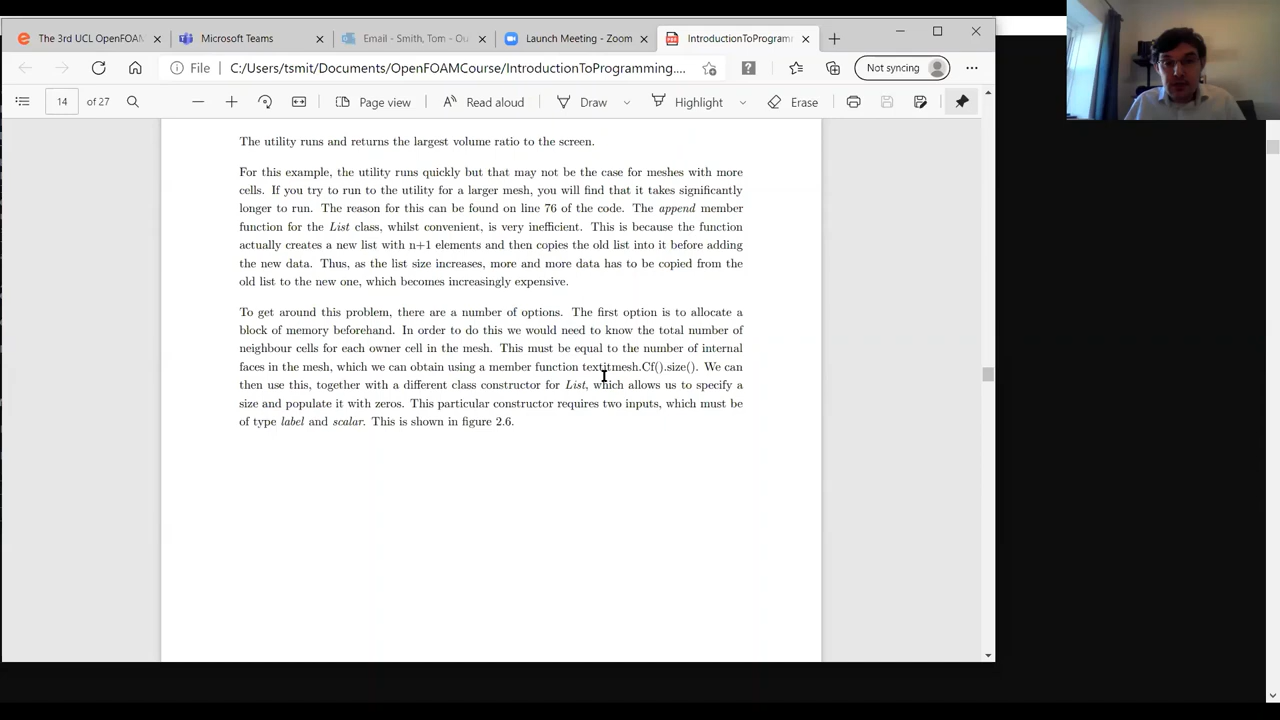 The 3rd UCL OpenFOAM
Microsoft Teams
Email - Smith, Tom - Ou
Launch Meeting - Zoom
IntroductionToProgramm
File
C:/Users/tsmit/Documents/OpenFOAMCourse/IntroductionToProgramming....
Not syncing
14 of 27
Page view
Read aloud
Draw
Highlight
Erase
The utility runs and returns the largest volume ratio to the screen.
For this example, the utility runs quickly but that may not be the case for meshes with more
cells. If you try to run to the utility for a larger mesh, you will find that it takes significantly
longer to run. The reason for this can be found on line 76 of the code. The append member
function for the List class, whilst convenient, is very inefficient. This is because the function
actually creates a new list with n+1 elements and then copies the old list into it before adding
the new data. Thus, as the list size increases, more and more data has to be copied from the
old list to the new one, which becomes increasingly expensive.
To get around this problem, there are a number of options. The first option is to allocate a
block of memory beforehand. In order to do this we would need to know the total number of
neighbour cells for each owner cell in the mesh. This must be equal to the number of internal
faces in the mesh, which we can obtain using a member function textitmesh.Cf().size(). We can
then use this, together with a different class constructor for List, which allows us to specify a
size and populate it with zeros. This particular constructor requires two inputs, which must be
of type label and scalar. This is shown in figure 2.6.